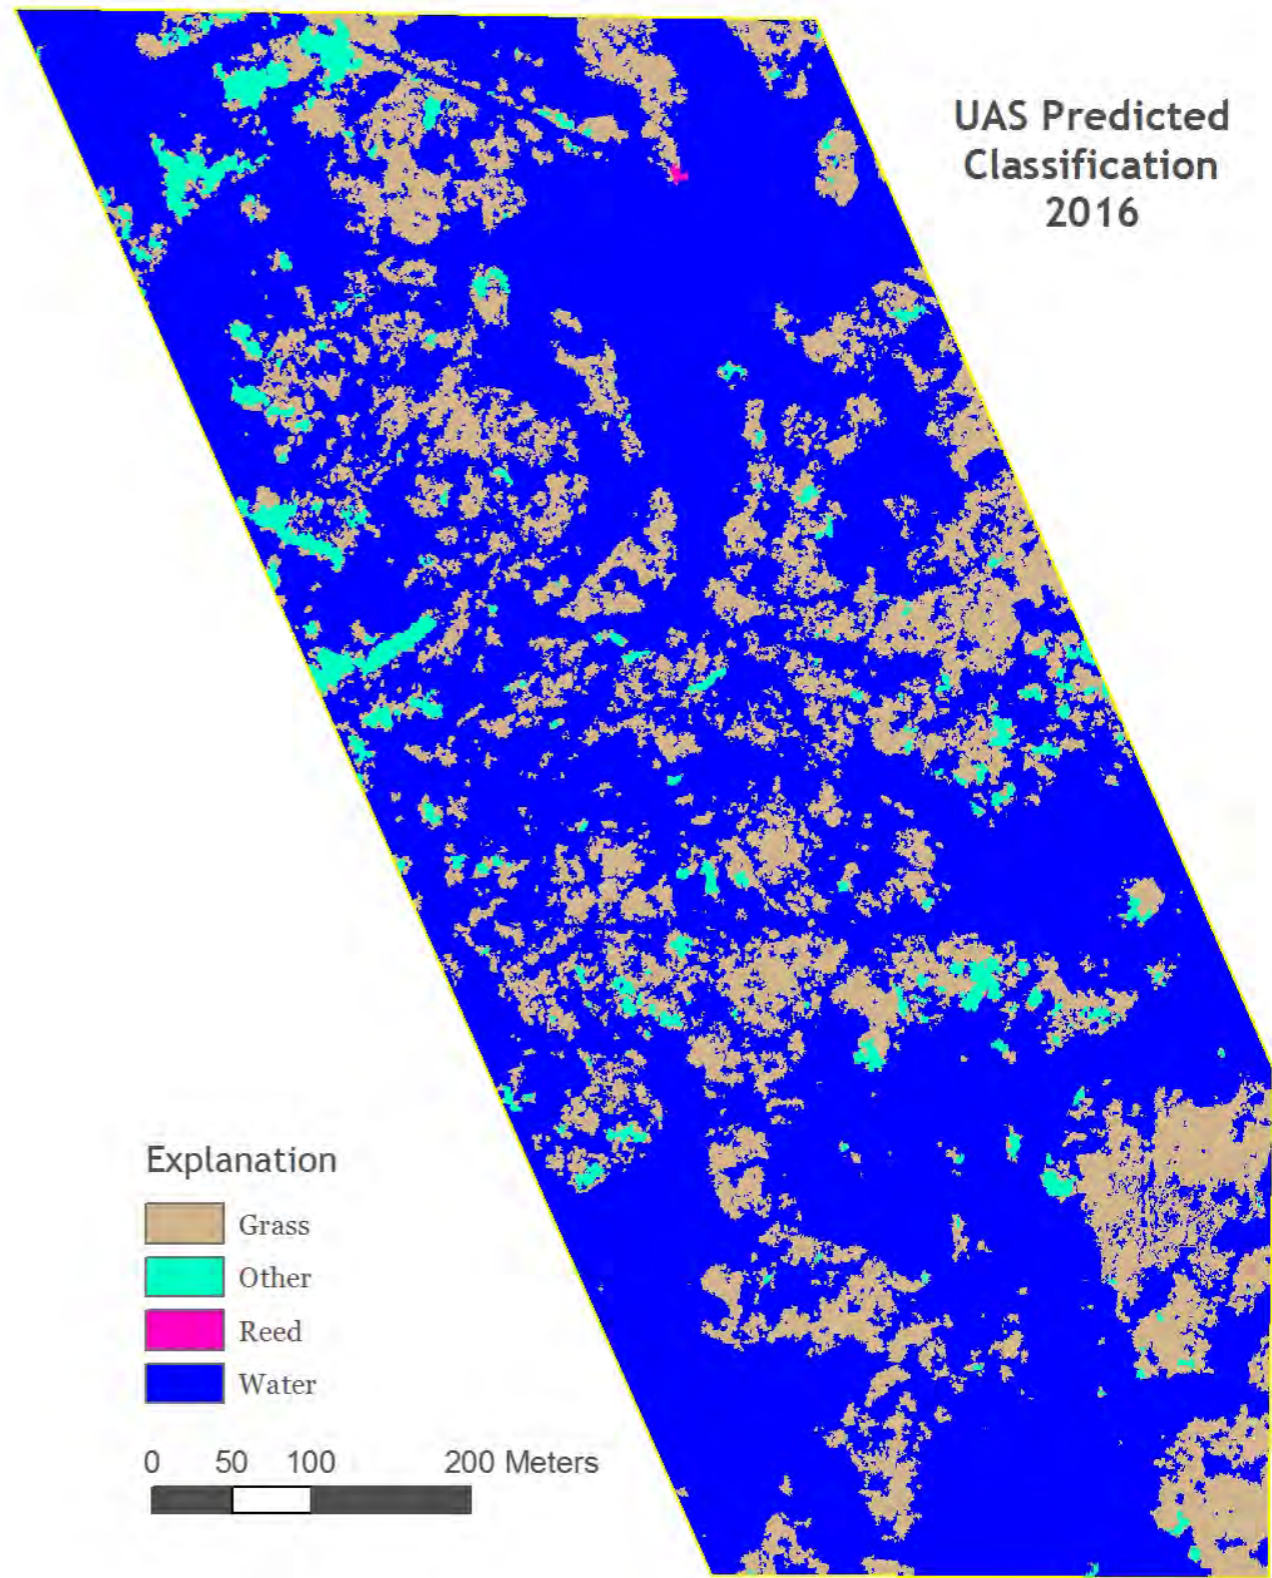 UAS Predicted
Classification
2016
Explanation
Grass
Other
Reed
Water
0 50 100 200 Meters